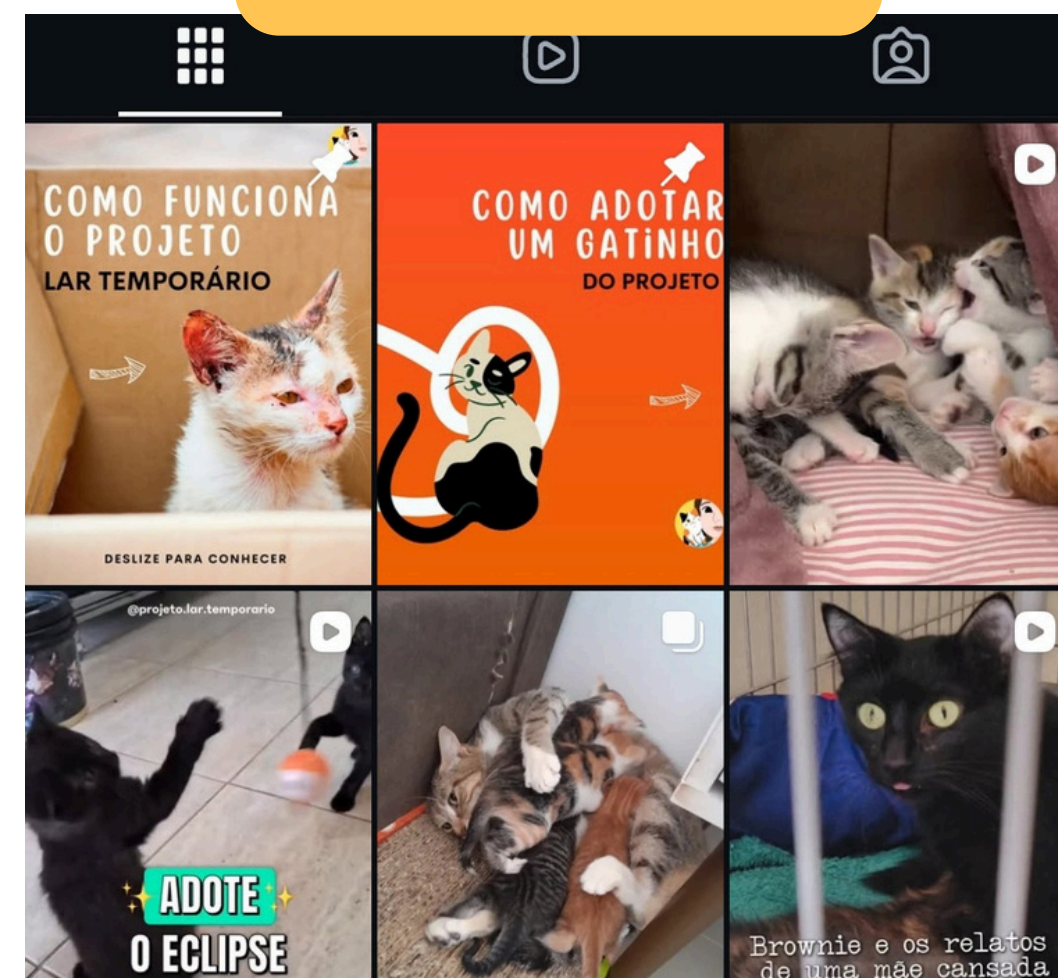 COMO FUNCIONA
O PROJETO
LAR TEMPORÁRIO
DESLIZE PARA CONHECER
COMO ADOTAR
UM GATINHO
DO PROJETO
@projeto.lar.temporario
ADOTE
O ECLIPSE
Brownie e os relatos
de uma mãe cansada